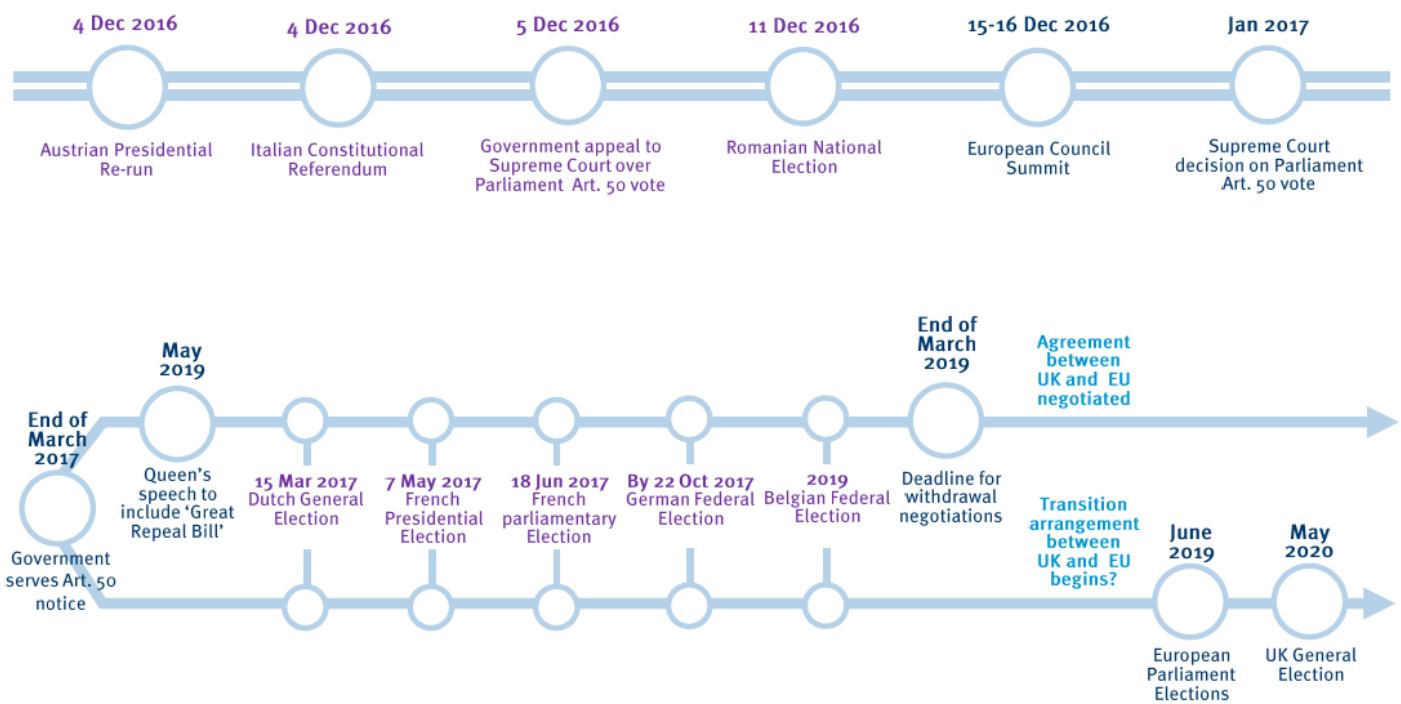 4 Dec 2016
Austrian Presidential
Re-run
4 Dec 2016
Italian Constitutional
Referendum
5 Dec 2016
Government appeal to
Supreme Court over
Parliament Art. 50 vote
11 Dec 2016
Romanian National
Election
15-16 Dec 2016
European Council
Summit
Jan 2017
Supreme Court
decision on Parliament
Art. 50 vote
End of
March
2017
Government
serves Art. 50
notice
May
2019
Queen's
speech to
include 'Great
Repeal Bill'
15 Mar 2017
Dutch General
Election
7 May 2017
French
Presidential
Election
18 Jun 2017
French
parliamentary
Election
By 22 Oct 2017
German Federal
Election
2019
Belgian Federal
Election
End of
March
2019
Deadline for
withdrawal
negotiations
Agreement
between
UK and EU
negotiated
Transition
arrangement
between
UK and EU
begins?
June
2019
European
Parliament
Elections
May
2020
UK General
Election